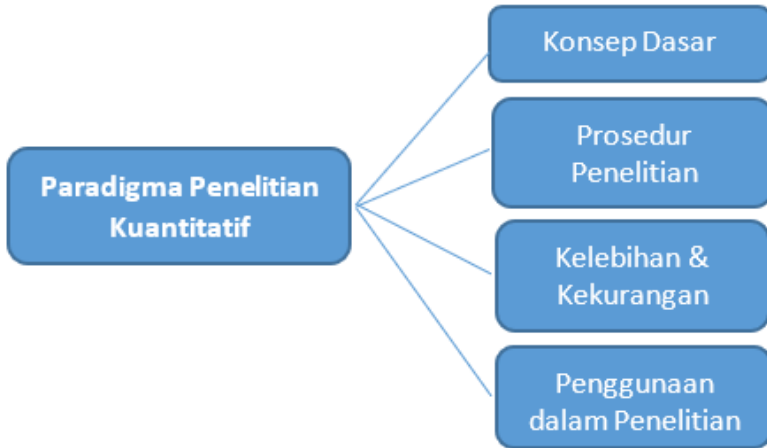 Paradigma Penelitian
Kuantitatif
Konsep Dasar
Prosedur
Penelitian
Kelebihan &
Kekurangan
Penggunaan
dalam Penelitian